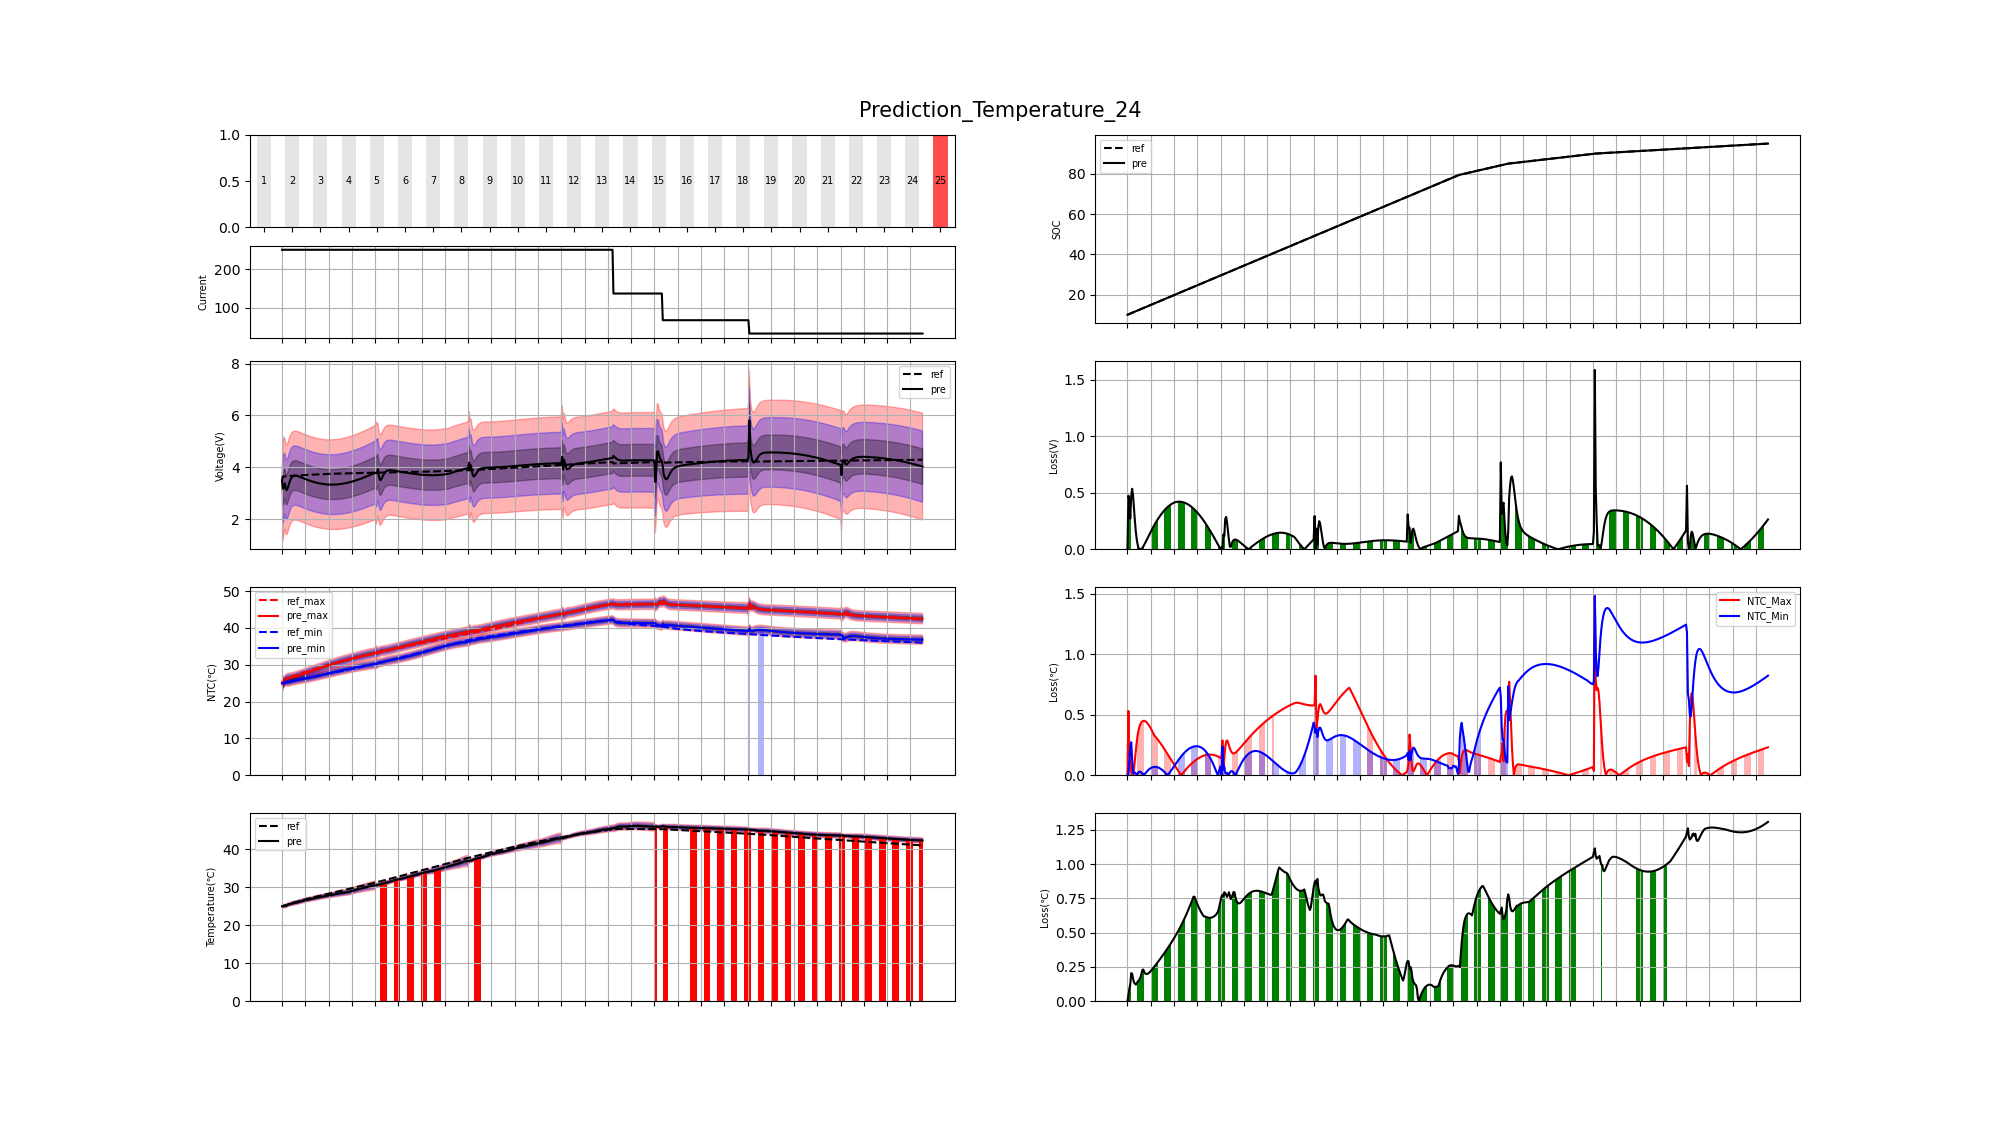 Prediction_Temperature_24
1.0
0.5
0.0
1 2 3 4 5 6 7 8 9 10 11 12 13 14 15 16 17 18 19 20 21 22 23 24 25
Current
200
100
Voltage(V)
8
6
4
2
ref
pre
NTC(℃)
50
40
30
20
10
0
ref_max
pre_max
ref_min
pre_min
Temperature(℃)
40
30
20
10
0
ref
pre
SOC
80
60
40
20
ref
pre
Loss(V)
1.5
1.0
0.5
0.0
Loss(℃)
1.5
1.0
0.5
0.0
NTC_Max
NTC_Min
Loss(℃)
1.25
1.00
0.75
0.50
0.25
0.00